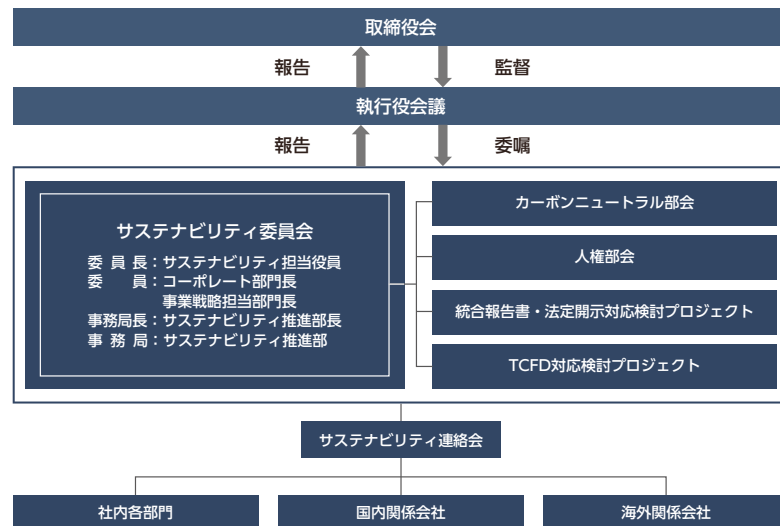 取締役会
報告
監督
執行役会議
報告
委嘱
サステナビリティ委員会
委 員 長：サステナビリティ担当役員
委　　員：コーポレート部門長
事業戦略担当部門長
事務局長：サステナビリティ推進部長
事 務 局：サステナビリティ推進部
カーボンニュートラル部会
人権部会
統合報告書・法定開示対応検討プロジェクト
TCFD対応検討プロジェクト
サステナビリティ連絡会
社内各部門
国内関係会社
海外関係会社